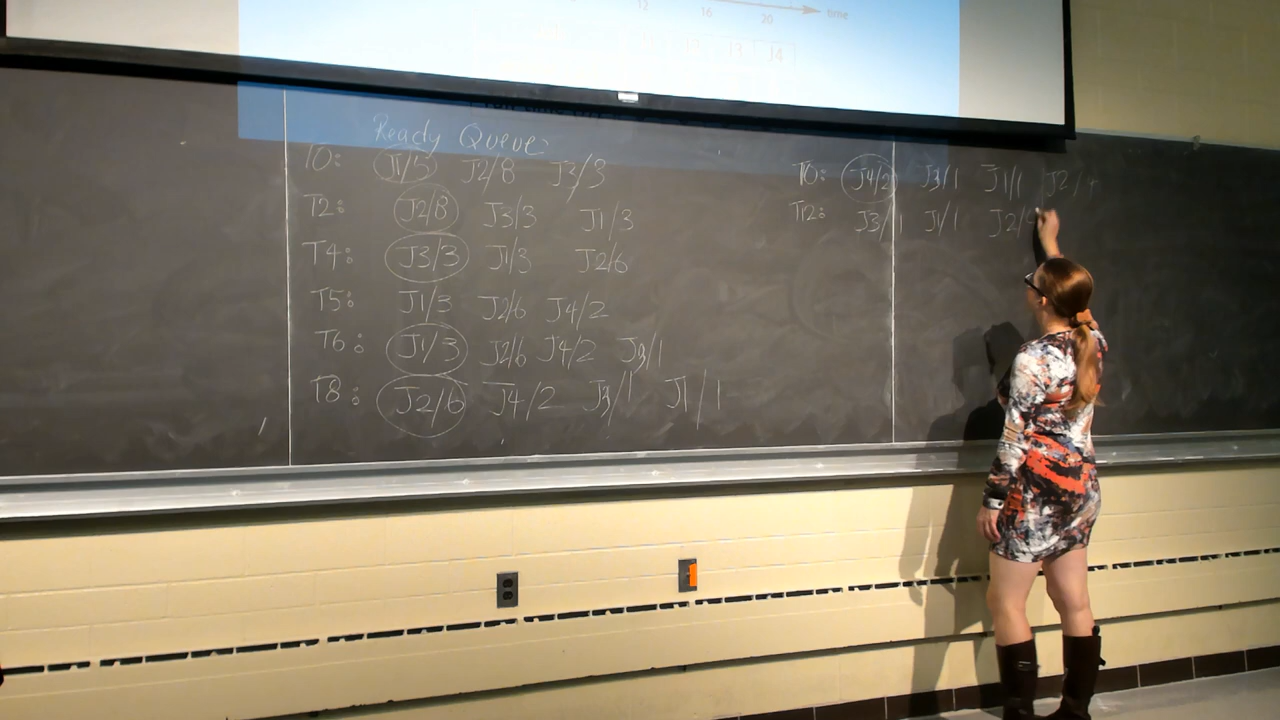 12 16 20 time
13 14
Ready Queue:
T0: J1/5 J2/8 J3/3
T2: J2/8 J3/3 J1/3
T4: J3/3 J1/3 J2/6
T5: J1/3 J2/6 J4/2
T6: J1/3 J2/6 J4/2 J3/1
T8: J2/6 J4/2 J3/1 J1/1
T10: J4/2 J3/1 J1/1 J2/4
T12: J3/1 J1/1 J2/